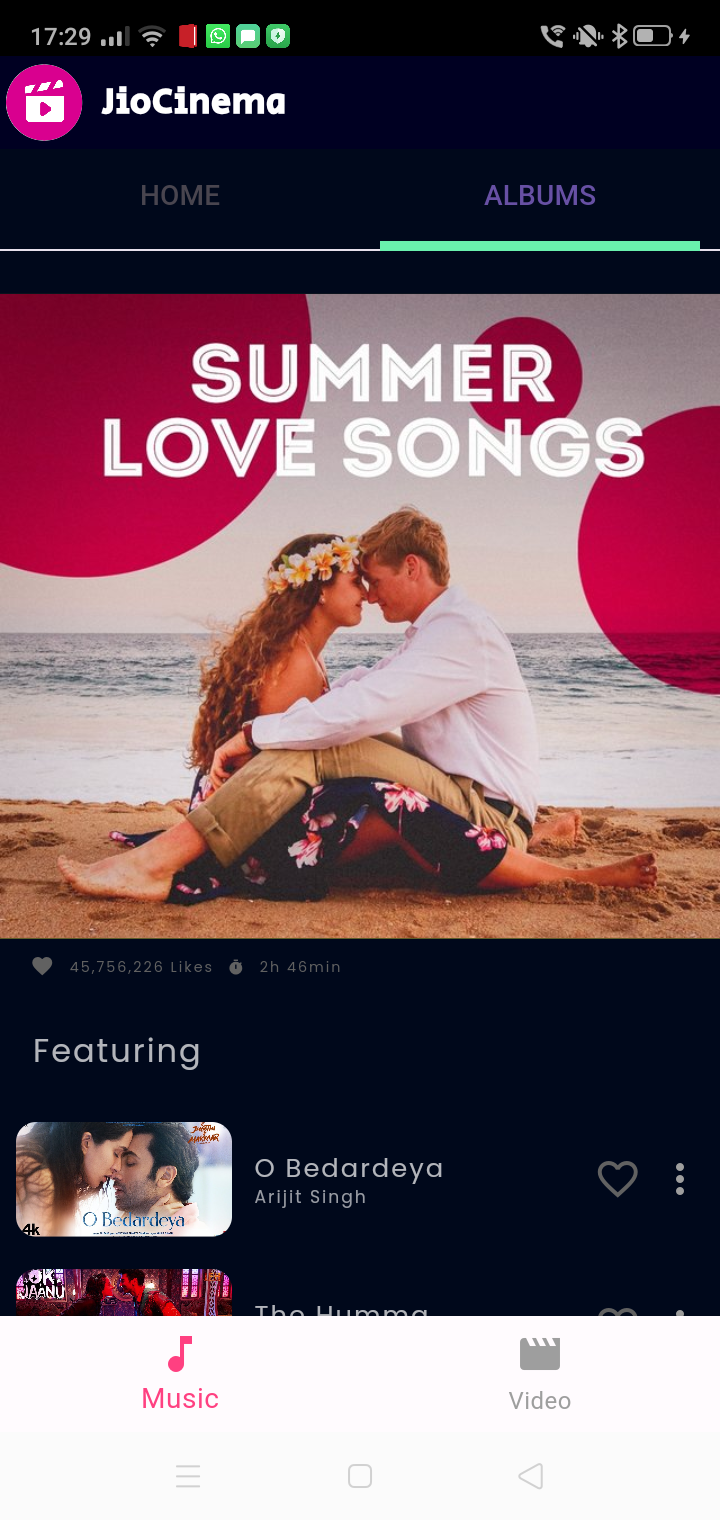 17:29
JioCinema
HOME
ALBUMS
SUMMER
LOVE SONGS
45,756,226 Likes
2h 46min
Featuring
O Bedardeya
4k
O Bedardeya
Arijit Singh
OK
JAANU
The Humma
Music
Video